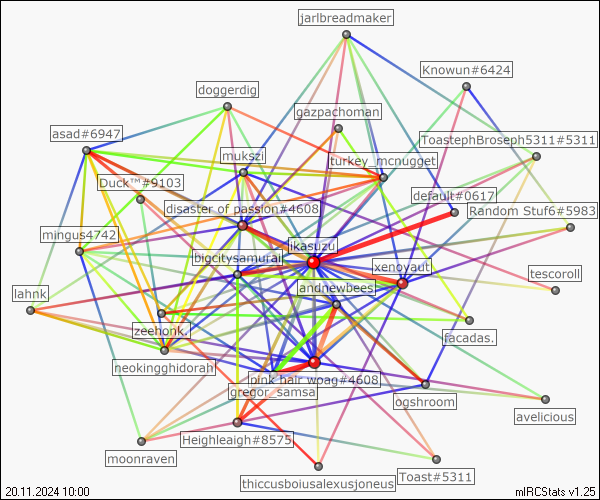 jarlbreadmaker
Knowun#6424
doggerdig
gazpachoman
asad#6947
ToastephBroseph5311#5311
mukszi
turkey_mcnugget
Duck™#9103
default#0617
disaster of passion#4608
Random Stuf6#5983
mingus4742
ikasuzu
bigcitysamurai
xenoyaut
tescoroll
andnewbees
lahnk
zeehonk.
facadas.
neokingghidorah
pink hair woag#4608
gregor_samsa
ogshroom
avelicious
Heighleaigh#8575
moonraven
Toast#5311
thiccusboiusalexusjoneus
20.11.2024 10:00
mIRCStats v1.25